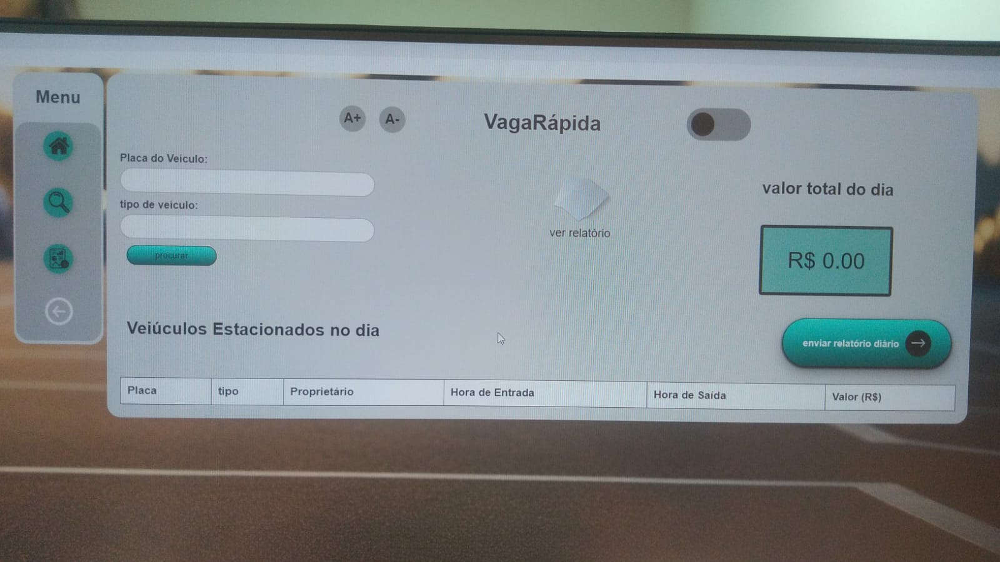 Menu
A+ A- VagaRápida
Placa do Veiculo:
tipo de veiculo:
procurar
ver relatório
valor total do dia
R$ 0.00
enviar relatório diário
Veiúculos Estacionados no dia
Placa tipo Proprietário Hora de Entrada Hora de Saída Valor (R$)